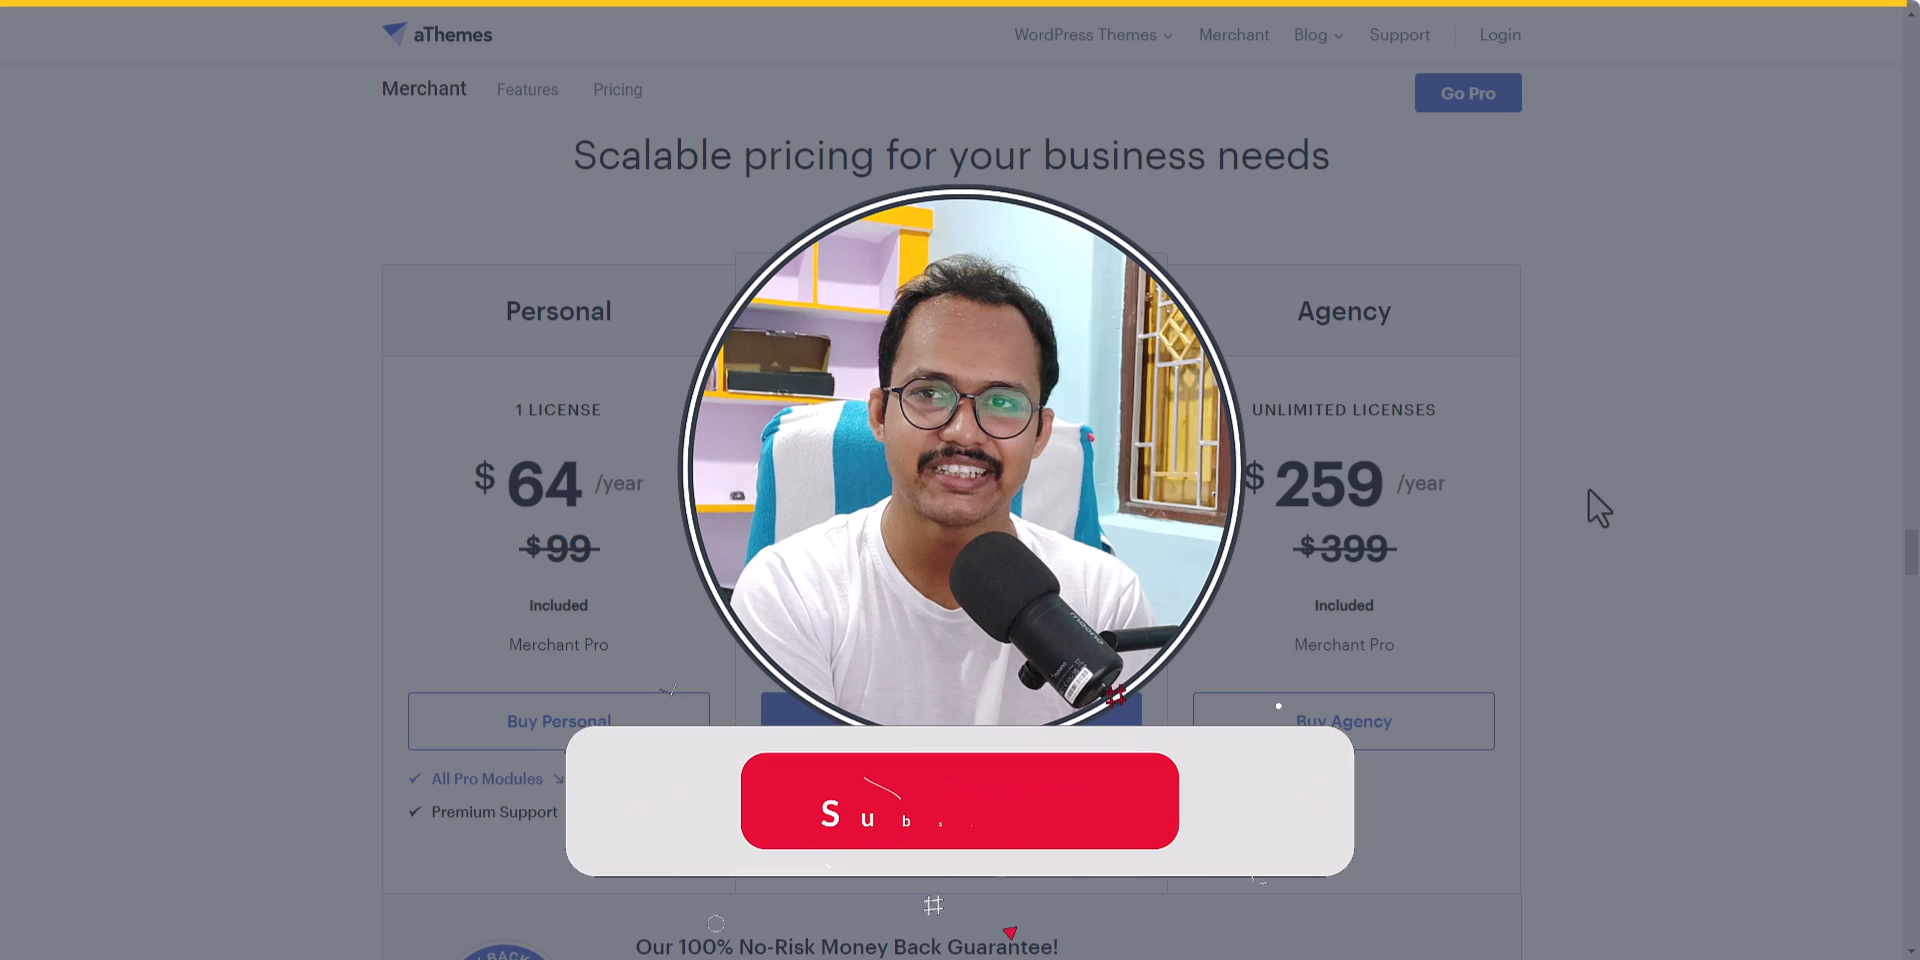 aThemes
WordPress Themes Merchant Blog Support Login
Merchant Features Pricing
Go Pro
Scalable pricing for your business needs
Personal
Agency
1 LICENSE
UNLIMITED LICENSES
$ 64 /year
$ 259 /year
$99
$399
Included
Included
Merchant Pro
Merchant Pro
maono
Buy Personal
Buy Agency
All Pro Modules
Premium Support
S u b s
Our 100% No-Risk Money Back Guarantee!
BACK